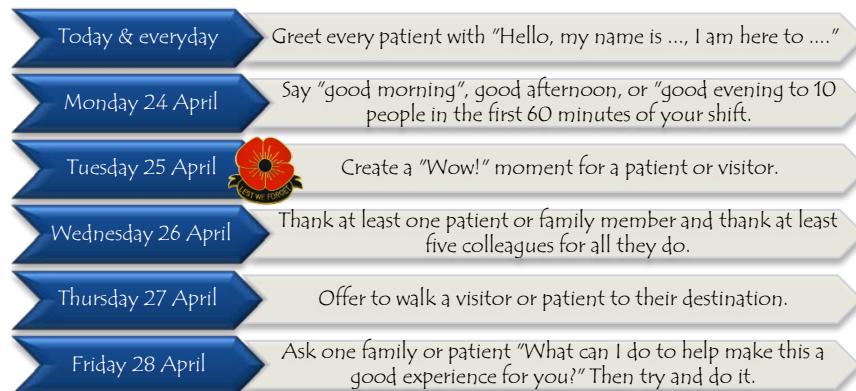 Today & everyday
Greet every patient with "Hello, my name is ..., I am here to ...."
Monday 24 April
Say "good morning", good afternoon, or "good evening to 10
people in the first 60 minutes of your shift.
Tuesday 25 April
LEST WE FORGET
Create a "Wow!" moment for a patient or visitor.
Wednesday 26 April
Thank at least one patient or family member and thank at least
five colleagues for all they do.
Thursday 27 April
Offer to walk a visitor or patient to their destination.
Friday 28 April
Ask one family or patient "What can I do to help make this a
good experience for you?" Then try and do it.